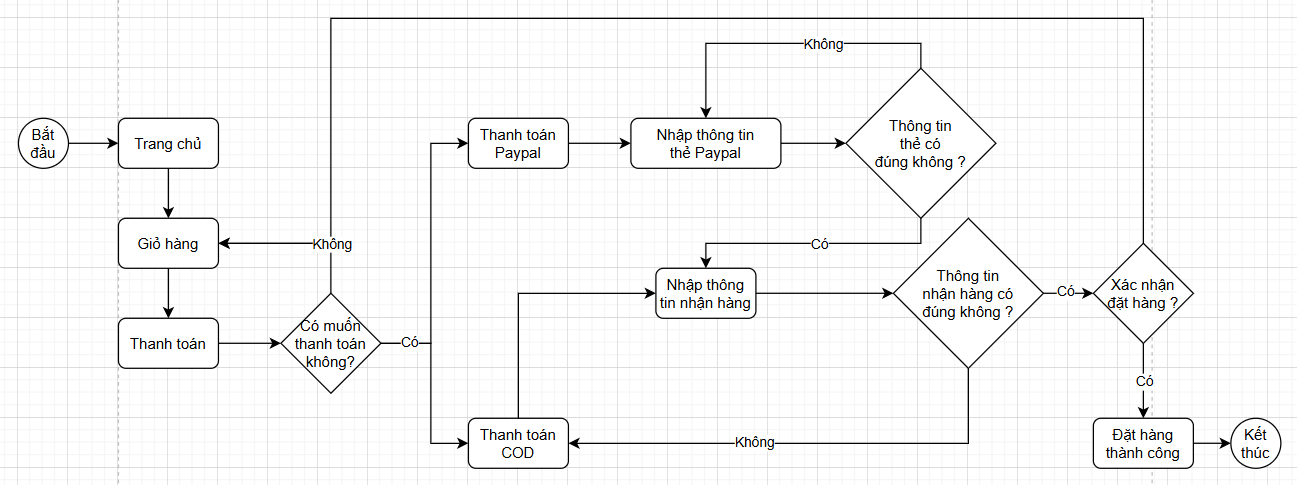 Không
Bắt
đầu
Trang chủ
Thanh toán
Paypal
Nhập thông tin
thẻ Paypal
Thông tin
thẻ có
đúng không ?
Giỏ hàng
Không
Có
Nhập thông
tin nhận hàng
Thông tin
nhận hàng có
đúng không ?
Có
Xác nhận
đặt hàng ?
Thanh toán
Có muốn
thanh toán
không?
Có
Có
Thanh toán
COD
Không
Đặt hàng
thành công
Kết
thúc